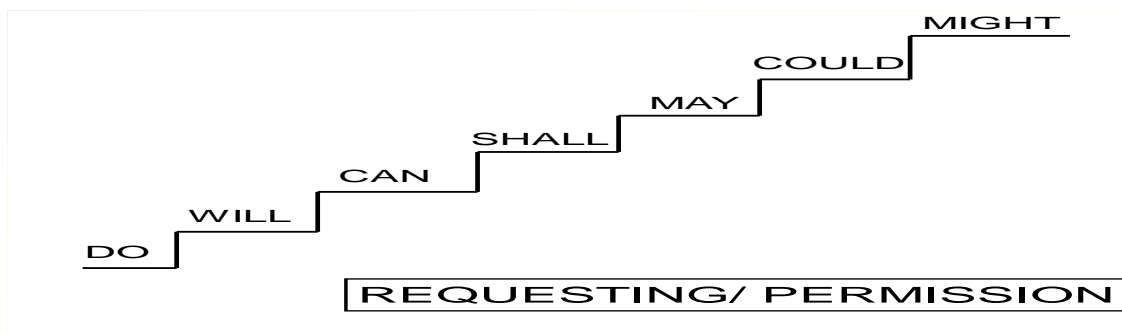 MIGHT
COULD
MAY
SHALL
CAN
WILL
DO
REQUESTING/ PERMISSION